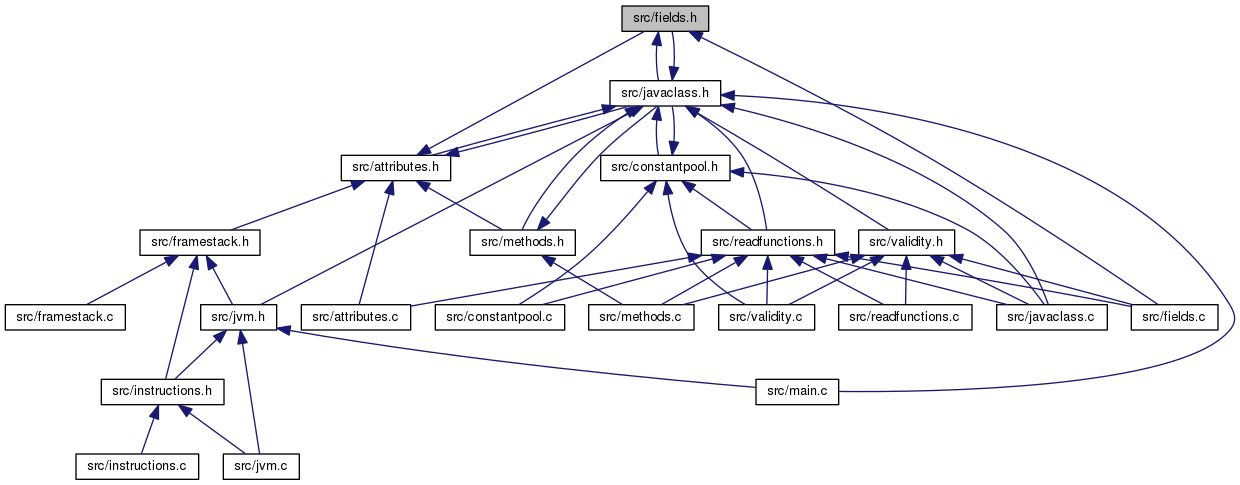 src/fields.h
src/javaclass.h
src/attributes.h
src/constantpool.h
src/framestack.h
src/methods.h
src/readfunctions.h
src/validity.h
src/framestack.c
src/jvm.h
src/attributes.c
src/constantpool.c
src/methods.c
src/validity.c
src/readfunctions.c
src/javaclass.c
src/fields.c
src/instructions.h
src/main.c
src/instructions.c
src/jvm.c